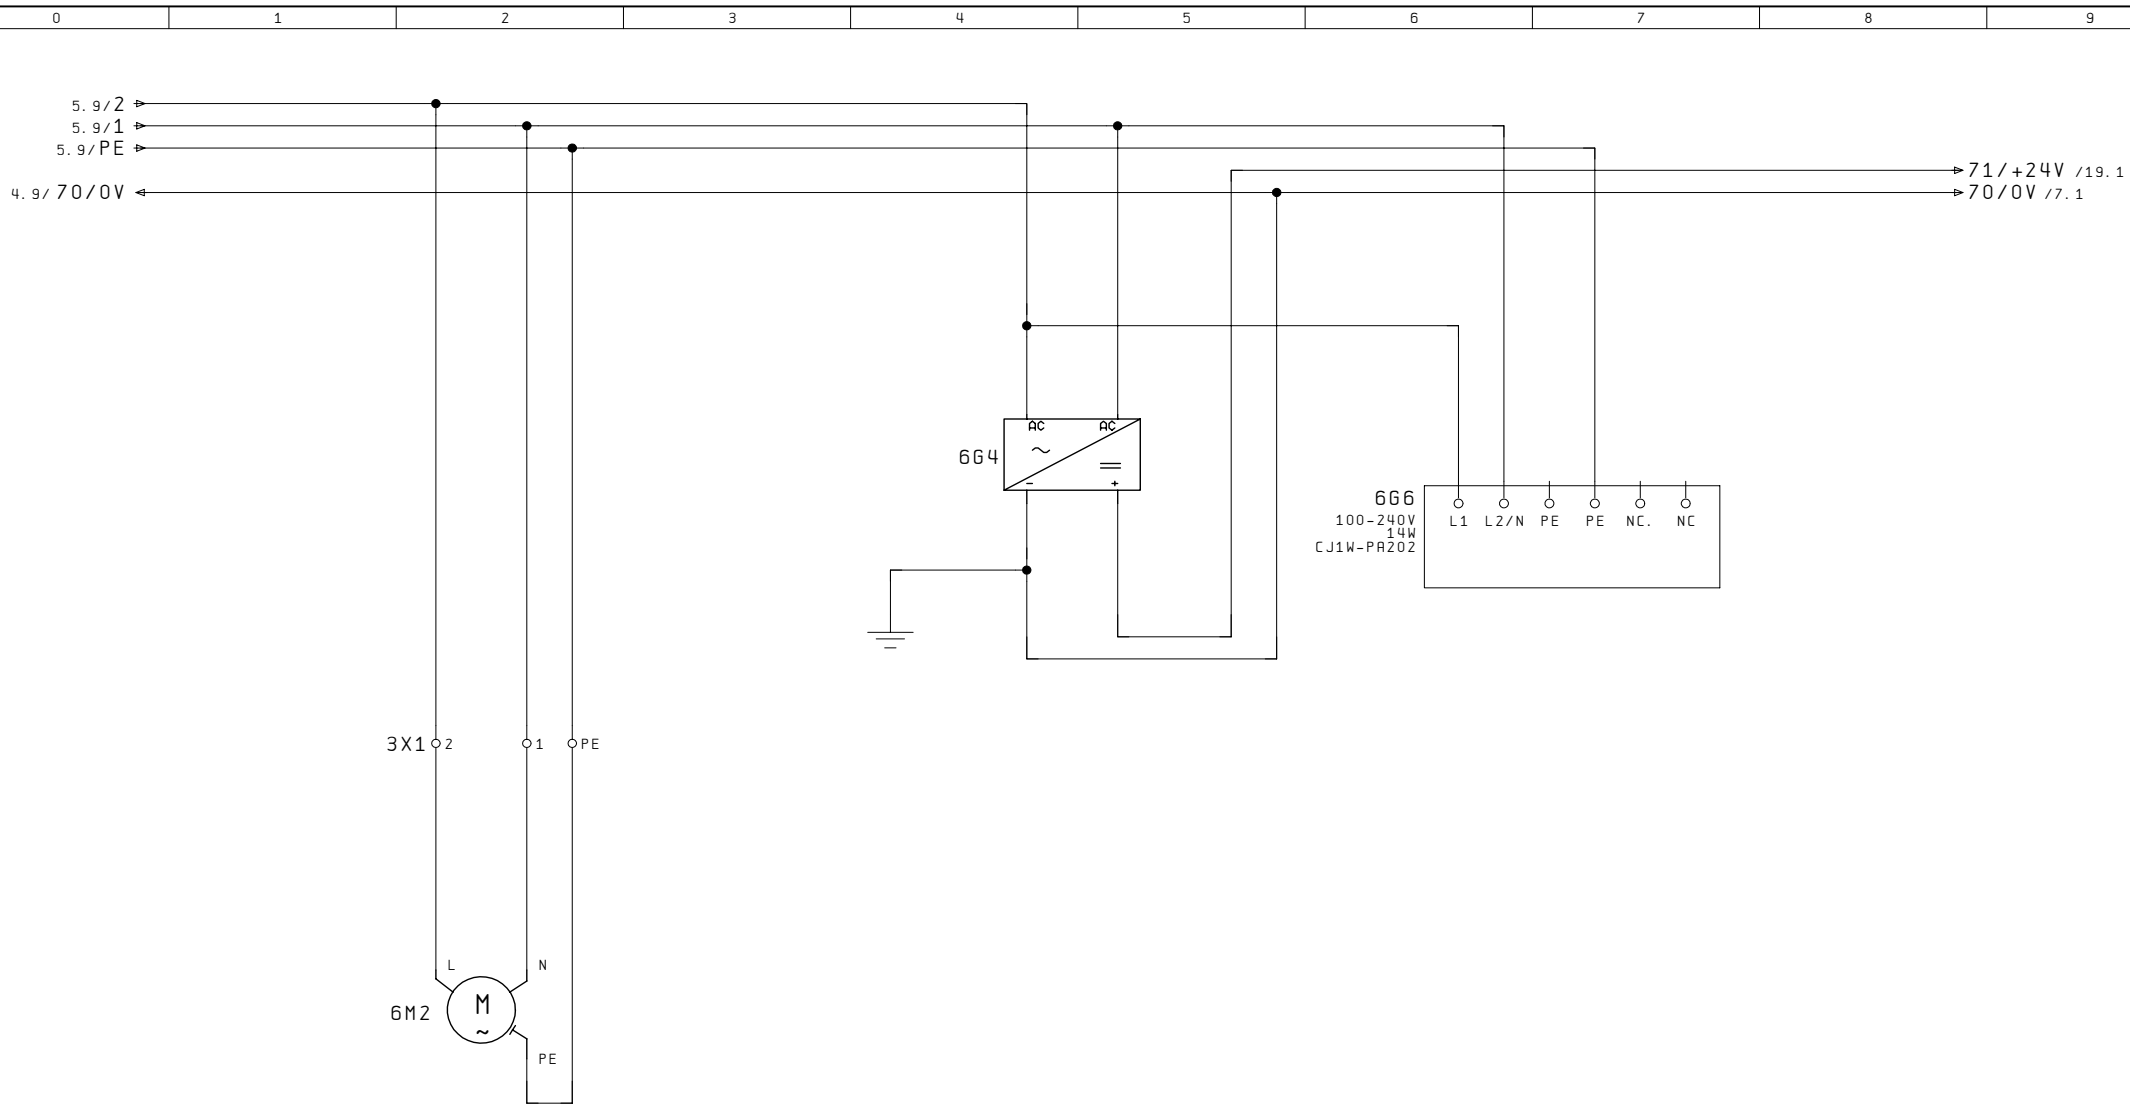 0 1 2 3 4 5 6 7 8 9
5.9/2
5.9/1
5.9/PE
71/+24V /19.1
4.9/70/0V
70/0V /7.1
AC AC
6G4
- +
6G6
100-240V
14W
CJ1W-PA202
L1 L2/N PE PE NC. NC
3X1 2 1 PE
L N
6M2
M
~
PE